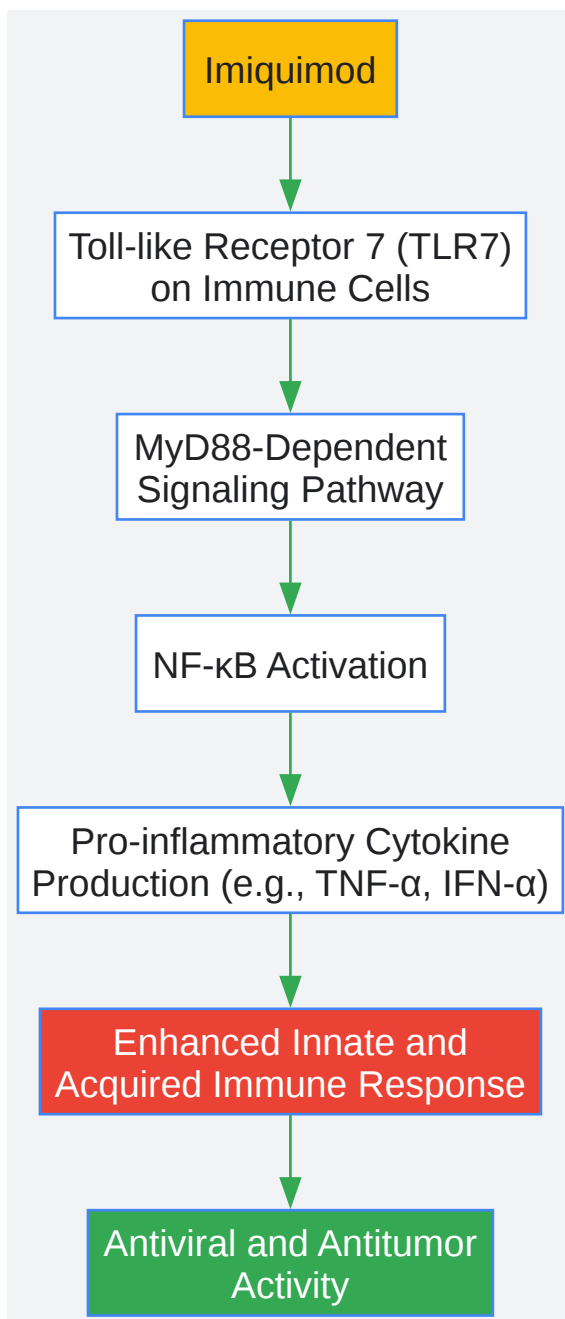 Imiquimod
Toll-like Receptor 7 (TLR7)
on Immune Cells
MyD88-Dependent
Signaling Pathway
NF-κB Activation
Pro-inflammatory Cytokine
Production (e.g., TNF-α, IFN-α)
Enhanced Innate and
Acquired Immune Response
Antiviral and Antitumor
Activity